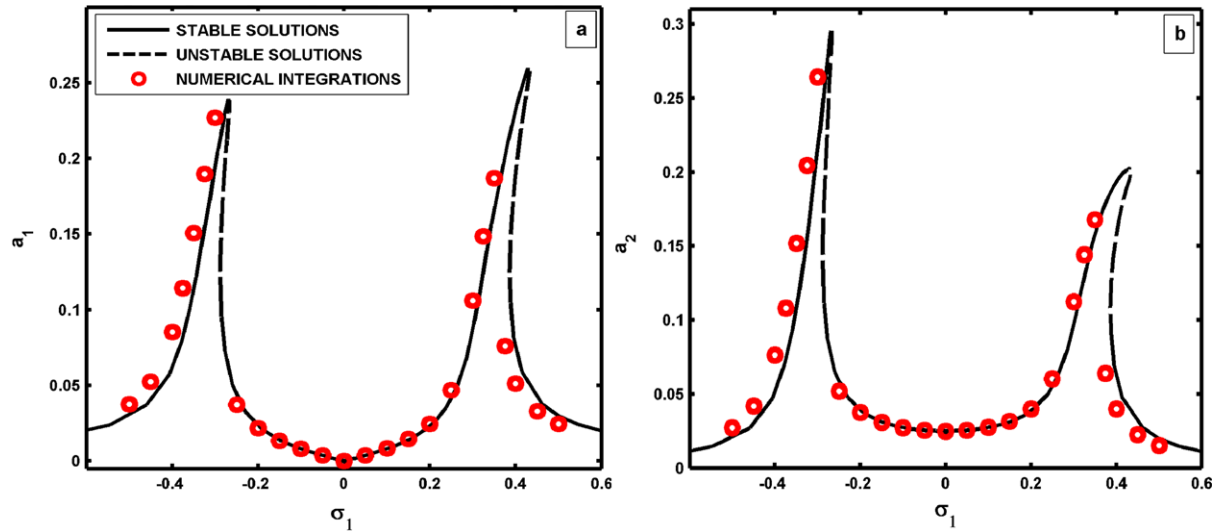 STABLE SOLUTIONS
UNSTABLE SOLUTIONS
NUMERICAL INTEGRATIONS
a
0.25
0.2
0.15
0.1
0.05
0
a1
-0.4 -0.2 0 0.2 0.4 0.6
σ1
b
0.3
0.25
0.2
0.15
0.1
0.05
0
a2
-0.4 -0.2 0 0.2 0.4 0.6
σ1